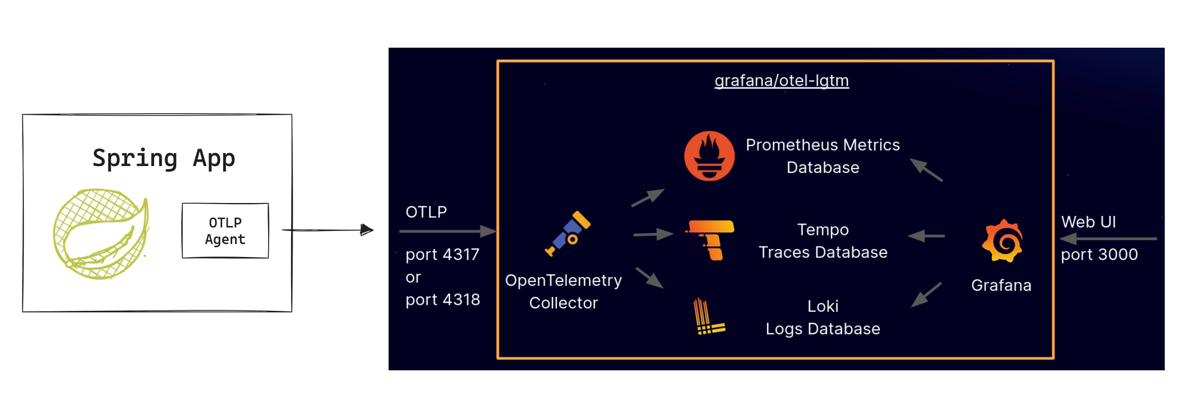 Spring App
OTLP
Agent
OTLP
port 4317
or
port 4318
grafana/otel-lgtm
OpenTelemetry
Collector
Prometheus Metrics
Database
Tempo
Traces Database
Loki
Logs Database
Grafana
Web UI
port 3000